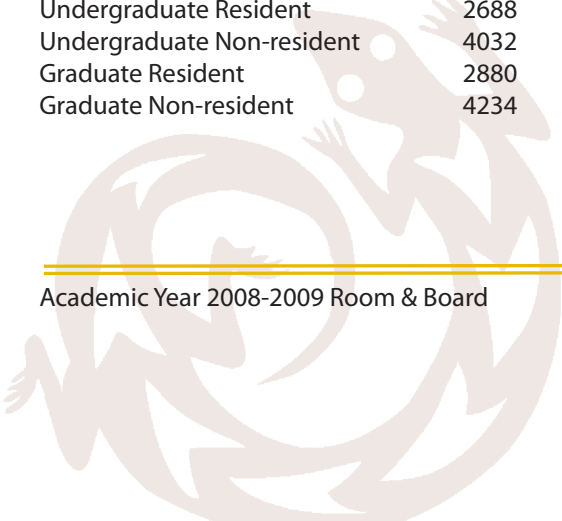 Undergraduate Resident 2688
Undergraduate Non-resident 4032
Graduate Resident 2880
Graduate Non-resident 4234
Academic Year 2008-2009 Room & Board